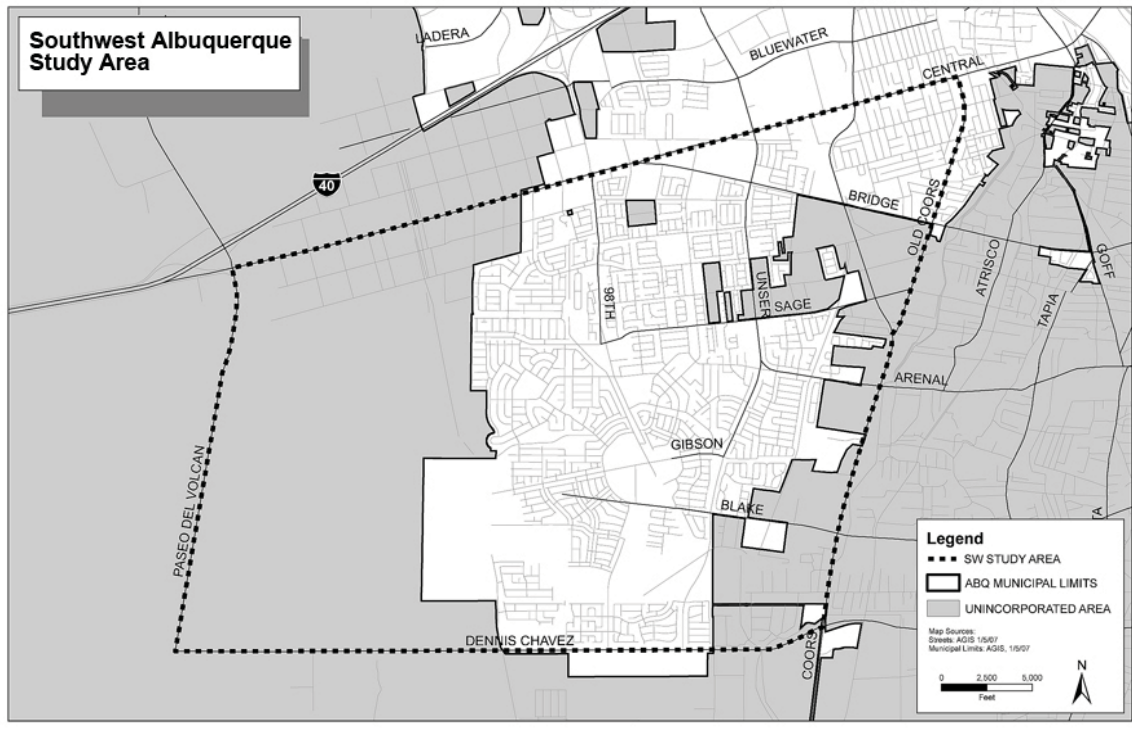 Southwest Albuquerque
Study Area
LADERA
BLUEWATER
CENTRAL
40
BRIDGE
OLD COORS
ATRISCO
GOFF
TAPIA
98TH
UNSER
SAGE
ARENAL
GIBSON
PASEO DEL VOLCAN
BLAKE
TA
DENNIS CHAVEZ
COORS
Legend
SW STUDY AREA
ABQ MUNICIPAL LIMITS
UNINCORPORATED AREA
Map Sources:
Streets: AGIS 1/5/07
Municipal Limits: AGIS, 1/5/07
0 2,500 5,000
Feet
N